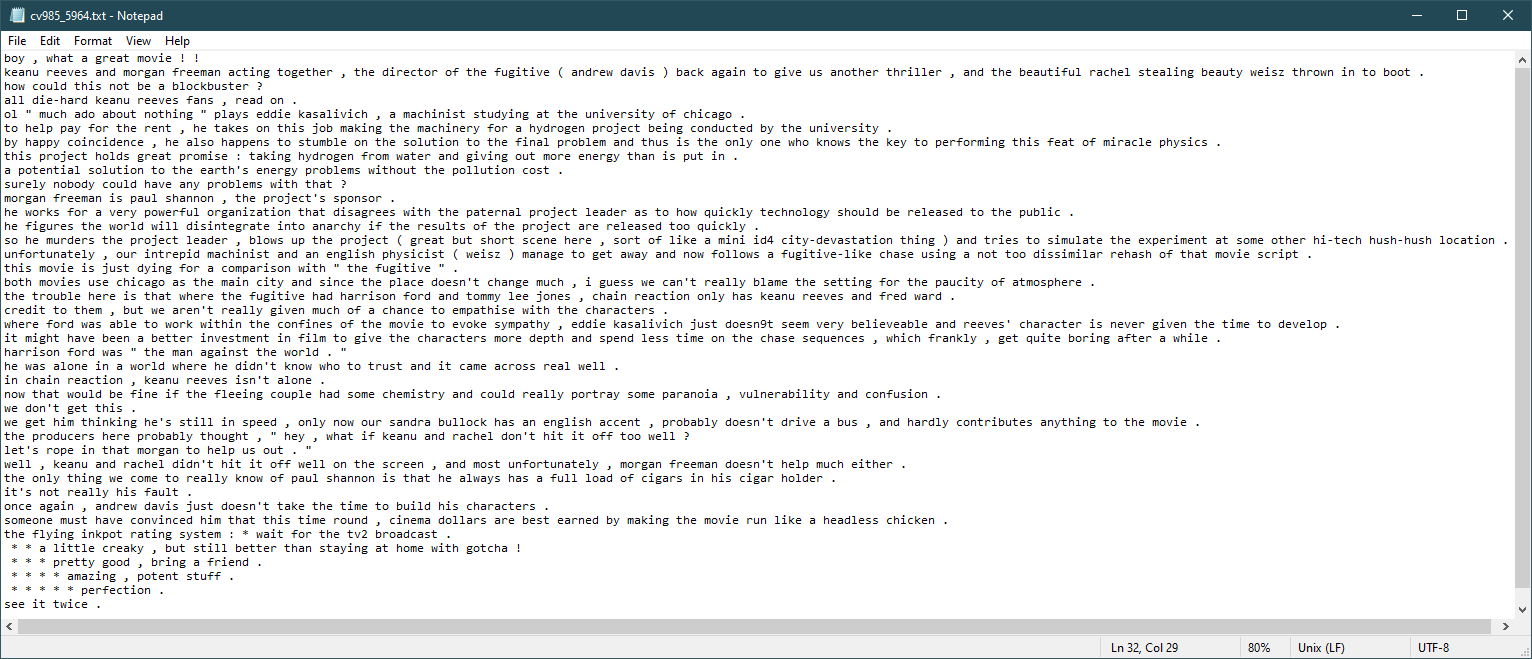 cv985_5964.txt - Notepad
File Edit Format View Help
boy , what a great movie ! !
keanu reeves and morgan freeman acting together , the director of the fugitive ( andrew davis ) back again to give us another thriller , and the beautiful rachel stealing beauty weisz thrown in to boot .
how could this not be a blockbuster ?
all die-hard keanu reeves fans , read on .
ol " much ado about nothing " plays eddie kasalivich , a machinist studying at the university of chicago .
to help pay for the rent , he takes on this job making the machinery for a hydrogen project being conducted by the university .
by happy coincidence , he also happens to stumble on the solution to the final problem and thus is the only one who knows the key to performing this feat of miracle physics .
this project holds great promise : taking hydrogen from water and giving out more energy than is put in .
a potential solution to the earth's energy problems without the pollution cost .
surely nobody could have any problems with that ?
morgan freeman is paul shannon , the project's sponsor .
he works for a very powerful organization that disagrees with the paternal project leader as to how quickly technology should be released to the public .
he figures the world will disintegrate into anarchy if the results of the project are released too quickly .
so he murders the project leader , blows up the project ( great but short scene here , sort of like a mini id4 city-devastation thing ) and tries to simulate the experiment at some other hi-tech hush-hush location .
unfortunately , our intrepid machinist and an english physicist ( weisz ) manage to get away and now follows a fugitive-like chase using a not too dissimilar rehash of that movie script .
this movie is just dying for a comparison with " the fugitive " .
both movies use chicago as the main city and since the place doesn't change much , i guess we can't really blame the setting for the paucity of atmosphere .
the trouble here is that where the fugitive had harrison ford and tommy lee jones , chain reaction only has keanu reeves and fred ward .
credit to them , but we aren't really given much of a chance to empathise with the characters .
where ford was able to work within the confines of the movie to evoke sympathy , eddie kasalivich just doesn9t seem very believeable and reeves' character is never given the time to develop .
it might have been a better investment in film to give the characters more depth and spend less time on the chase sequences , which frankly , get quite boring after a while .
harrison ford was " the man against the world . "
he was alone in a world where he didn't know who to trust and it came across real well .
in chain reaction , keanu reeves isn't alone .
now that would be fine if the fleeing couple had some chemistry and could really portray some paranoia , vulnerability and confusion .
we don't get this .
we get him thinking he's still in speed , only now our sandra bullock has an english accent , probably doesn't drive a bus , and hardly contributes anything to the movie .
the producers here probably thought , " hey , what if keanu and rachel don't hit it off too well ?
let's rope in that morgan to help us out . "
well , keanu and rachel didn't hit it off well on the screen , and most unfortunately , morgan freeman doesn't help much either .
the only thing we come to really know of paul shannon is that he always has a full load of cigars in his cigar holder .
it's not really his fault .
once again , andrew davis just doesn't take the time to build his characters .
someone must have convinced him that this time round , cinema dollars are best earned by making the movie run like a headless chicken .
the flying inkpot rating system : * wait for the tv2 broadcast .
* * a little creaky , but still better than staying at home with gotcha !
* * * pretty good , bring a friend .
* * * * amazing , potent stuff .
* * * * * perfection .
see it twice .
Ln 32, Col 29 80% Unix (LF) UTF-8